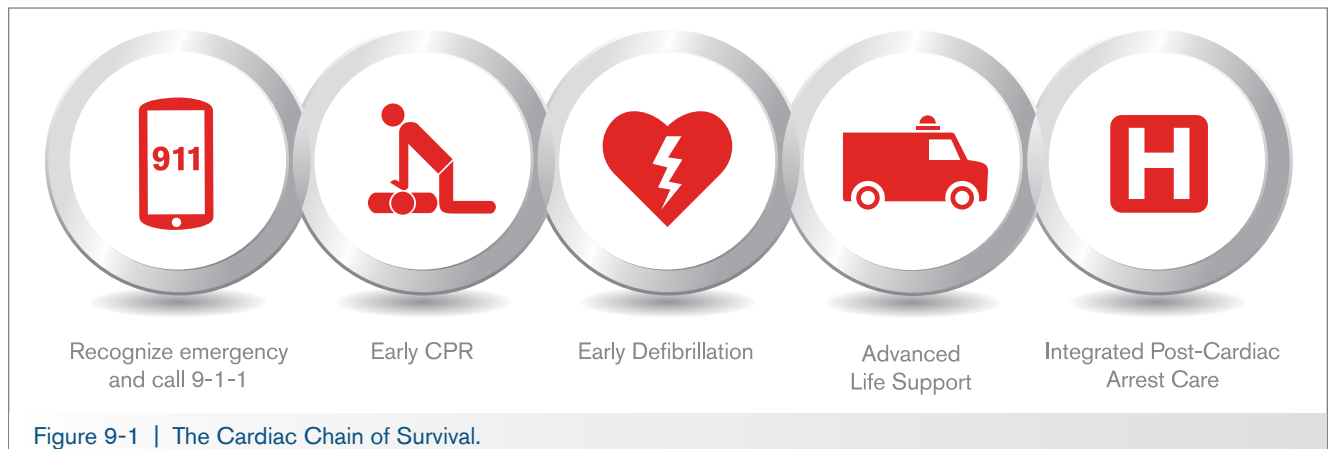 911
H
Recognize emergency
and call 9-1-1
Early CPR
Early Defibrillation
Advanced
Life Support
Integrated Post-Cardiac
Arrest Care
Figure 9-1 | The Cardiac Chain of Survival.